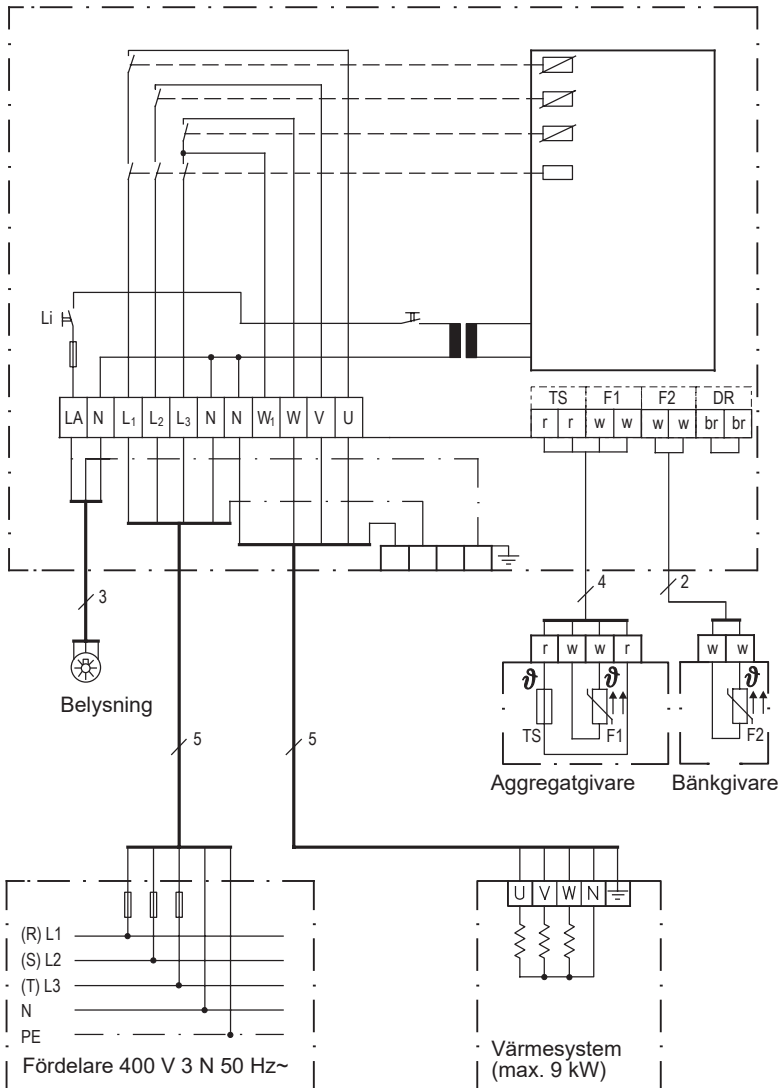 Li
TS F1 F2 DR
LA N L1 L2 L3 N N W1 W V U
r r w w w w br br
3
4
2
Belysning
r w w r
w w
ϑ ϑ
ϑ
TS F1
F2
Aggregatgivare
Bänkgivare
5
5
U V W N
(R) L1
(S) L2
(T) L3
N
PE
Fördelare 400 V 3 N 50 Hz~
Värmesystem
(max. 9 kW)